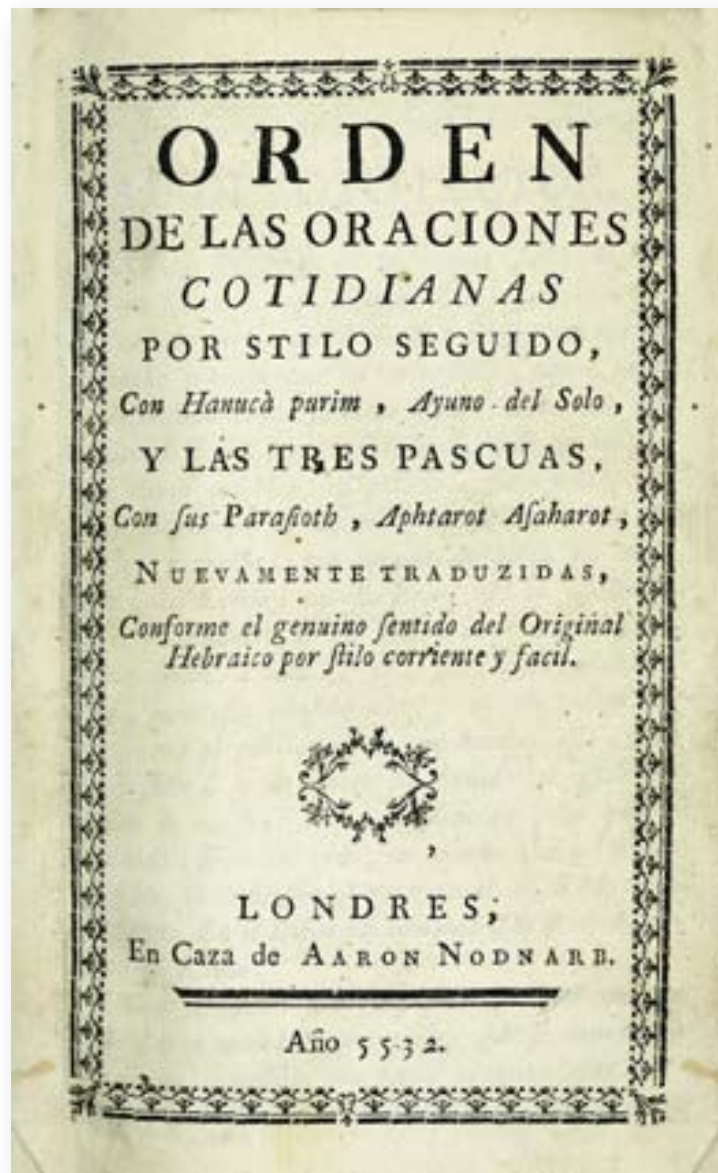 ORDEN
DE LAS ORACIONES
COTIDIANAS
POR STILO SEGUIDO,
Con Hanucà purim, Ayuno del Solo,
Y LAS TRES PASCUAS,
Con ſus Paraſioth, Aphtarot Aſaharot,
NUEVAMENTE TRADUZIDAS,
Conforme el genuino ſentido del Original
Hebraico por ſtilo corriente y facil.
LONDRES,
En Caza de AARON NODNARB.
Año 5532.